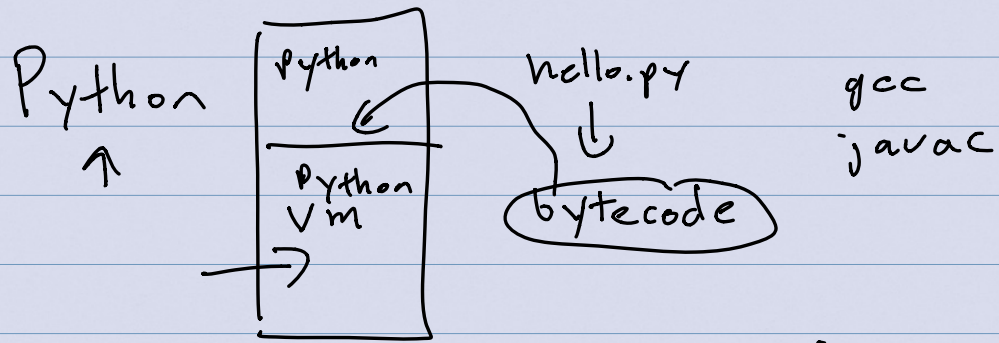 Python
python
Python
Vm
hello.py
bytecode
gcc
javac